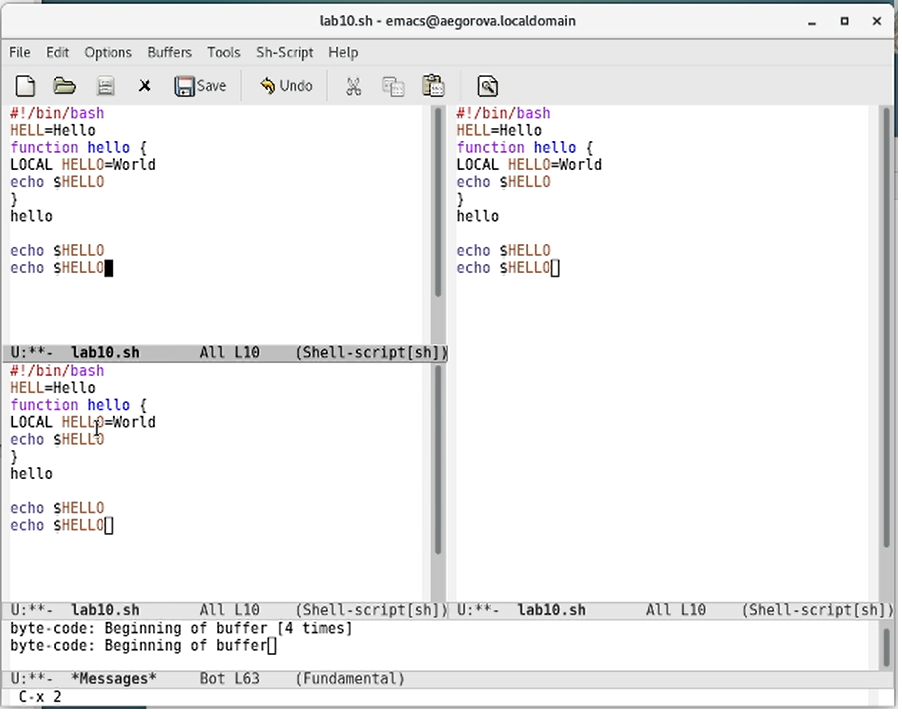 lab10.sh - emacs@aegorova.localdomain
File Edit Options Buffers Tools Sh-Script Help
Save Undo
#!/bin/bash
HELL=Hello
function hello {
LOCAL HELLO=World
echo $HELLO
}
hello
echo $HELLO
echo $HELLO
U:**- lab10.sh All L10 (Shell-script[sh])
#!/bin/bash
HELL=Hello
function hello {
LOCAL HELLO=World
echo $HELLO
}
hello
echo $HELLO
echo $HELLO
U:**- lab10.sh All L10 (Shell-script[sh])
#!/bin/bash
HELL=Hello
function hello {
LOCAL HELLO=World
echo $HELLO
}
hello
echo $HELLO
echo $HELLO
U:**- lab10.sh All L10 (Shell-script[sh])
byte-code: Beginning of buffer [4 times]
byte-code: Beginning of buffer
U:**- *Messages* Bot L63 (Fundamental)
C-x 2